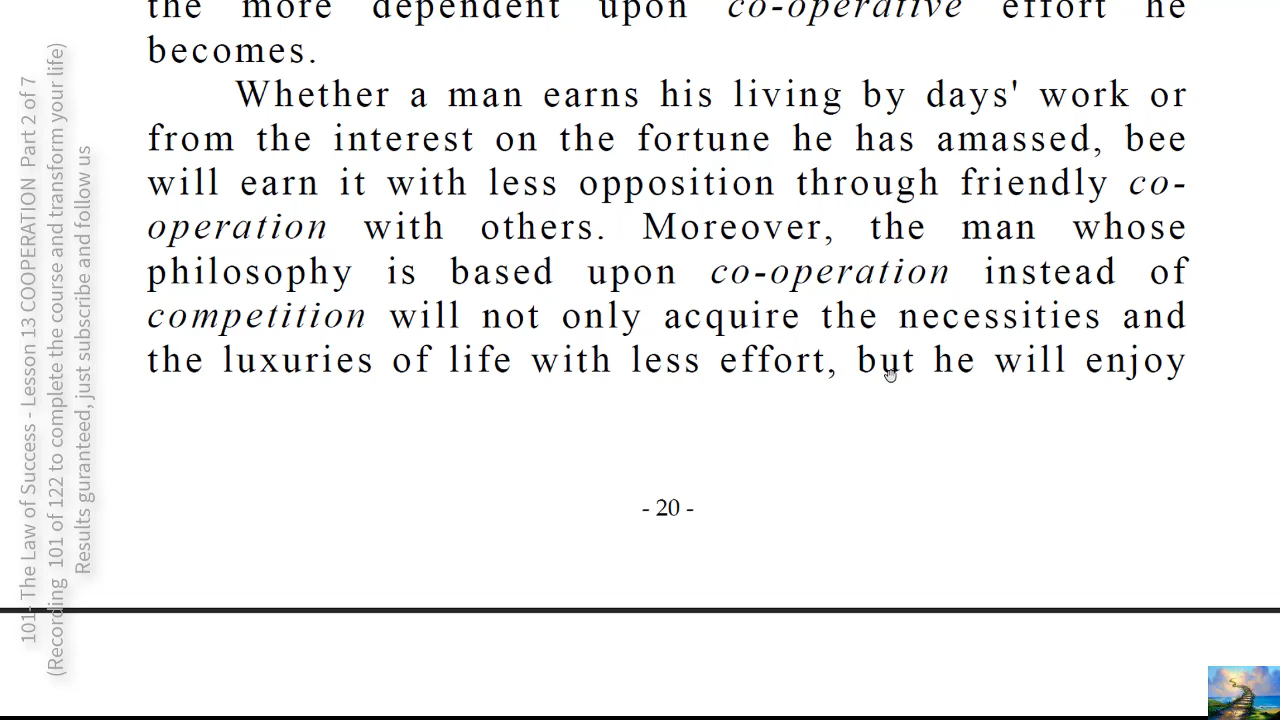 the more dependent upon co-operative effort he
becomes.
Whether a man earns his living by days' work or
from the interest on the fortune he has amassed, bee
will earn it with less opposition through friendly co-
operation with others. Moreover, the man whose
philosophy is based upon co-operation instead of
competition will not only acquire the necessities and
the luxuries of life with less effort, but he will enjoy
- 20 -
101- The Law of Success - Lesson 13 COOPERATION Part 2 of 7
(Recording 101 of 122 to complete the course and transform your life)
Results guranteed, just subscribe and follow us